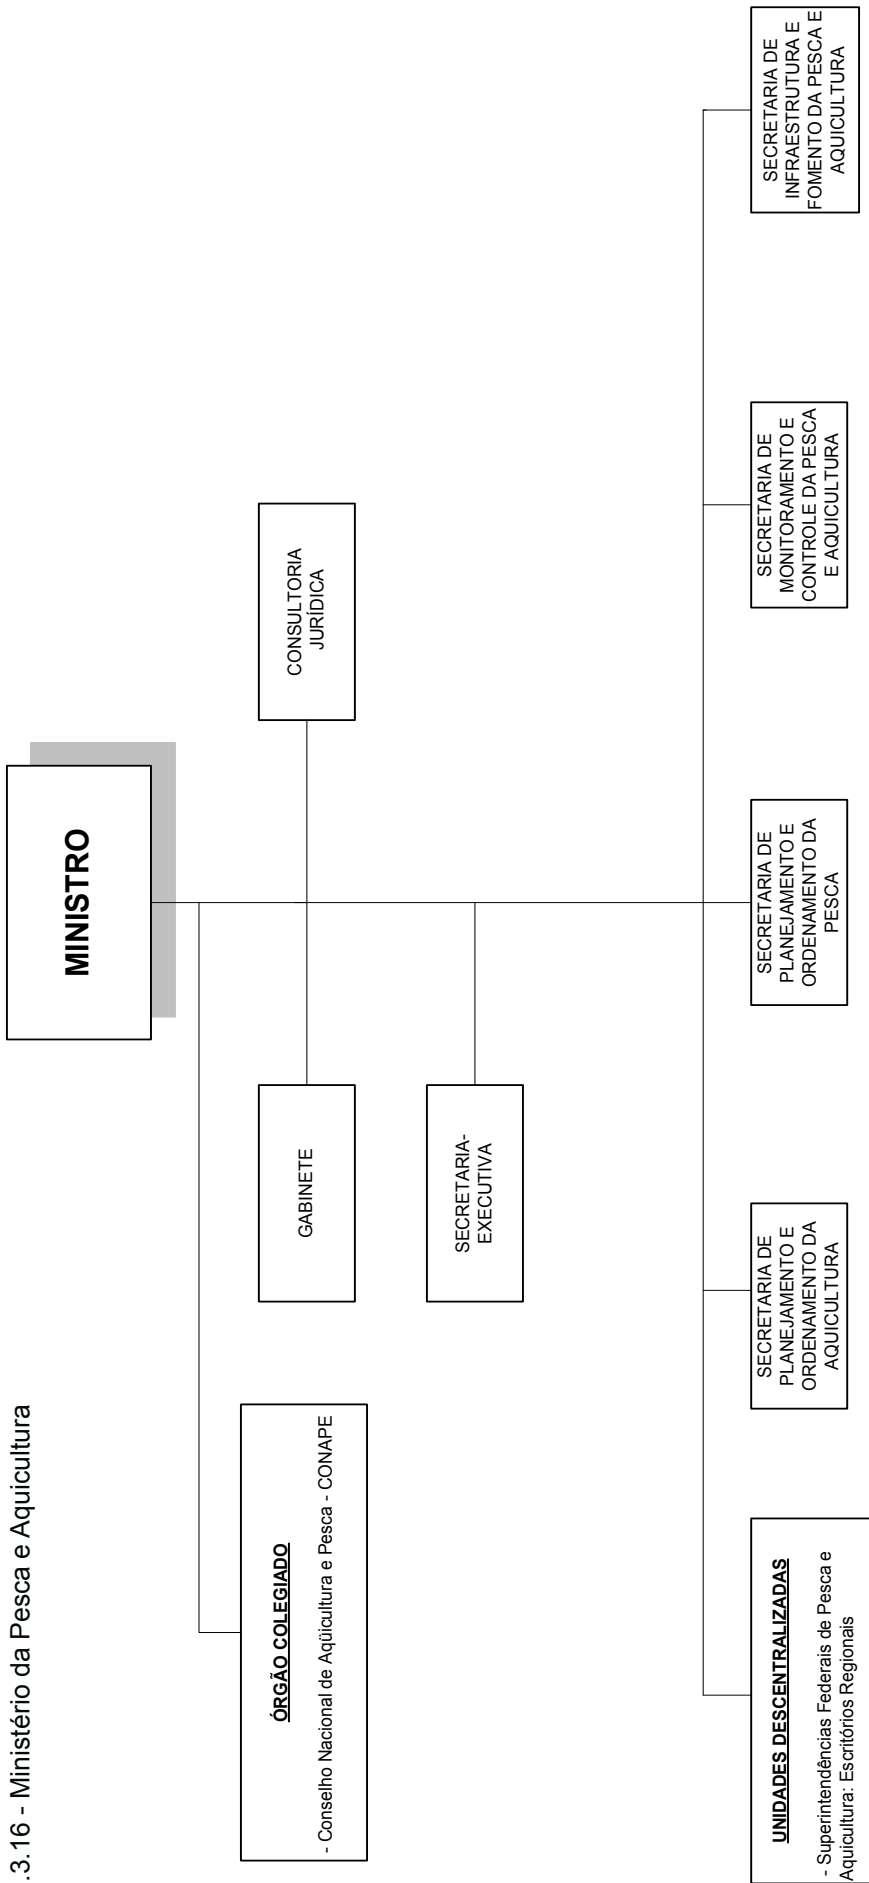 .3.16 - Ministério da Pesca e Aquicultura
MINISTRO
ÓRGÃO COLEGIADO
- Conselho Nacional de Aqüicultura e Pesca - CONAPE
GABINETE
CONSULTORIA
JURÍDICA
SECRETARIA-
EXECUTIVA
UNIDADES DESCENTRALIZADAS
- Superintendências Federais de Pesca e
Aquicultura: Escritórios Regionais
SECRETARIA DE
PLANEJAMENTO E
ORDENAMENTO DA
AQUICULTURA
SECRETARIA DE
PLANEJAMENTO E
ORDENAMENTO DA
PESCA
SECRETARIA DE
MONITORAMENTO E
CONTROLE DA PESCA
E AQUICULTURA
SECRETARIA DE
INFRAESTRUTURA E
FOMENTO DA PESCA E
AQUICULTURA